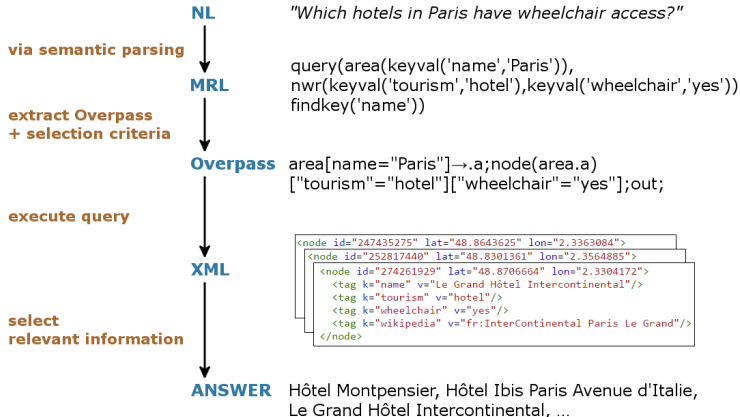 NL
"Which hotels in Paris have wheelchair access?"
via semantic parsing
MRL
query(area(keyval('name','Paris')),
nwr(keyval('tourism','hotel'),keyval('wheelchair','yes'))
findkey('name'))
extract Overpass
+ selection criteria
Overpass
area[name="Paris"]→.a;node(area.a)
["tourism"="hotel"]["wheelchair"="yes"];out;
execute query
XML
<node id="247435275" lat="48.8643625" lon="2.3363084">
<node id="252817440" lat="48.8301361" lon="2.3564885">
<node id="274261929" lat="48.8706664" lon="2.3304172">
<tag k="name" v="Le Grand Hôtel Intercontinental"/>
<tag k="tourism" v="hotel"/>
<tag k="wheelchair" v="yes"/>
<tag k="wikipedia" v="fr:InterContinental Paris Le Grand"/>
</node>
select
relevant information
ANSWER
Hôtel Montpensier, Hôtel Ibis Paris Avenue d'Italie,
Le Grand Hôtel Intercontinental, ...